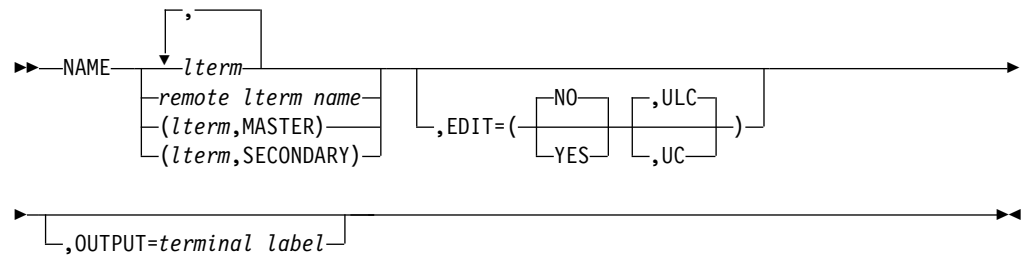 ,
NAME lterm
remote lterm name
(lterm,MASTER)
(lterm,SECONDARY)
,EDIT=( NO ,ULC )
YES ,UC
,OUTPUT=terminal label